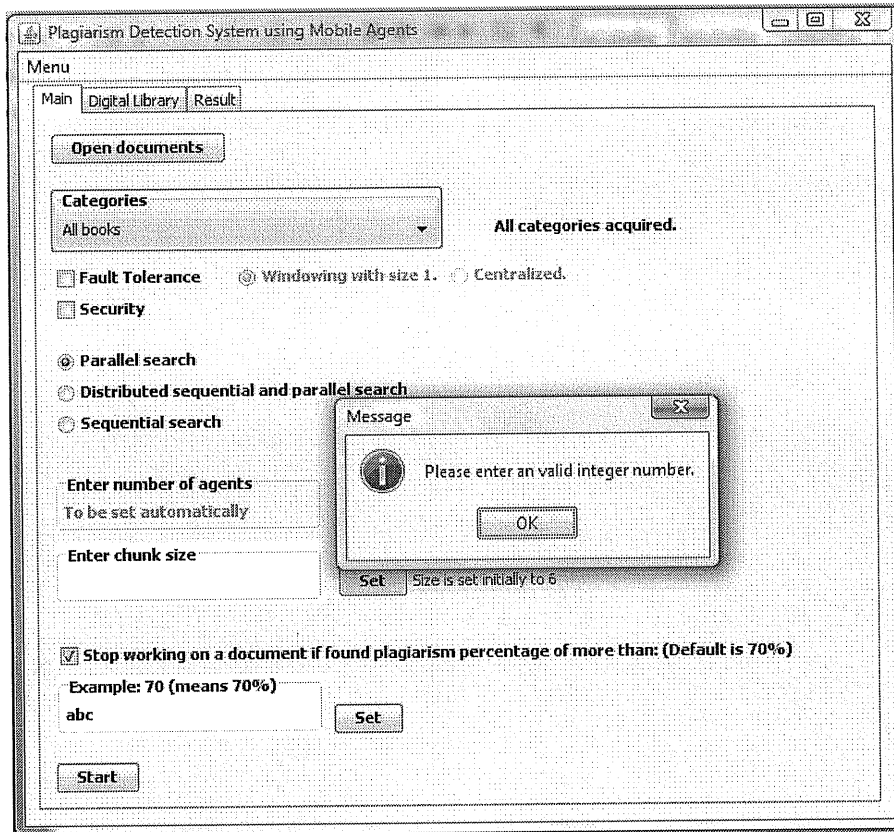 Plagiarism Detection System using Mobile Agents
Menu
Main Digital Library Result
Open documents
Categories
All books
All categories acquired.
Fault Tolerance Windowing with size 1. Centralized.
Security
Parallel search
Distributed sequential and parallel search
Sequential search
Message
Please enter an valid integer number.
OK
Enter number of agents
To be set automatically
Enter chunk size
Set Size is set initially to 6
Stop working on a document if found plagiarism percentage of more than: (Default is 70%)
Example: 70 (means 70%)
abc
Set
Start